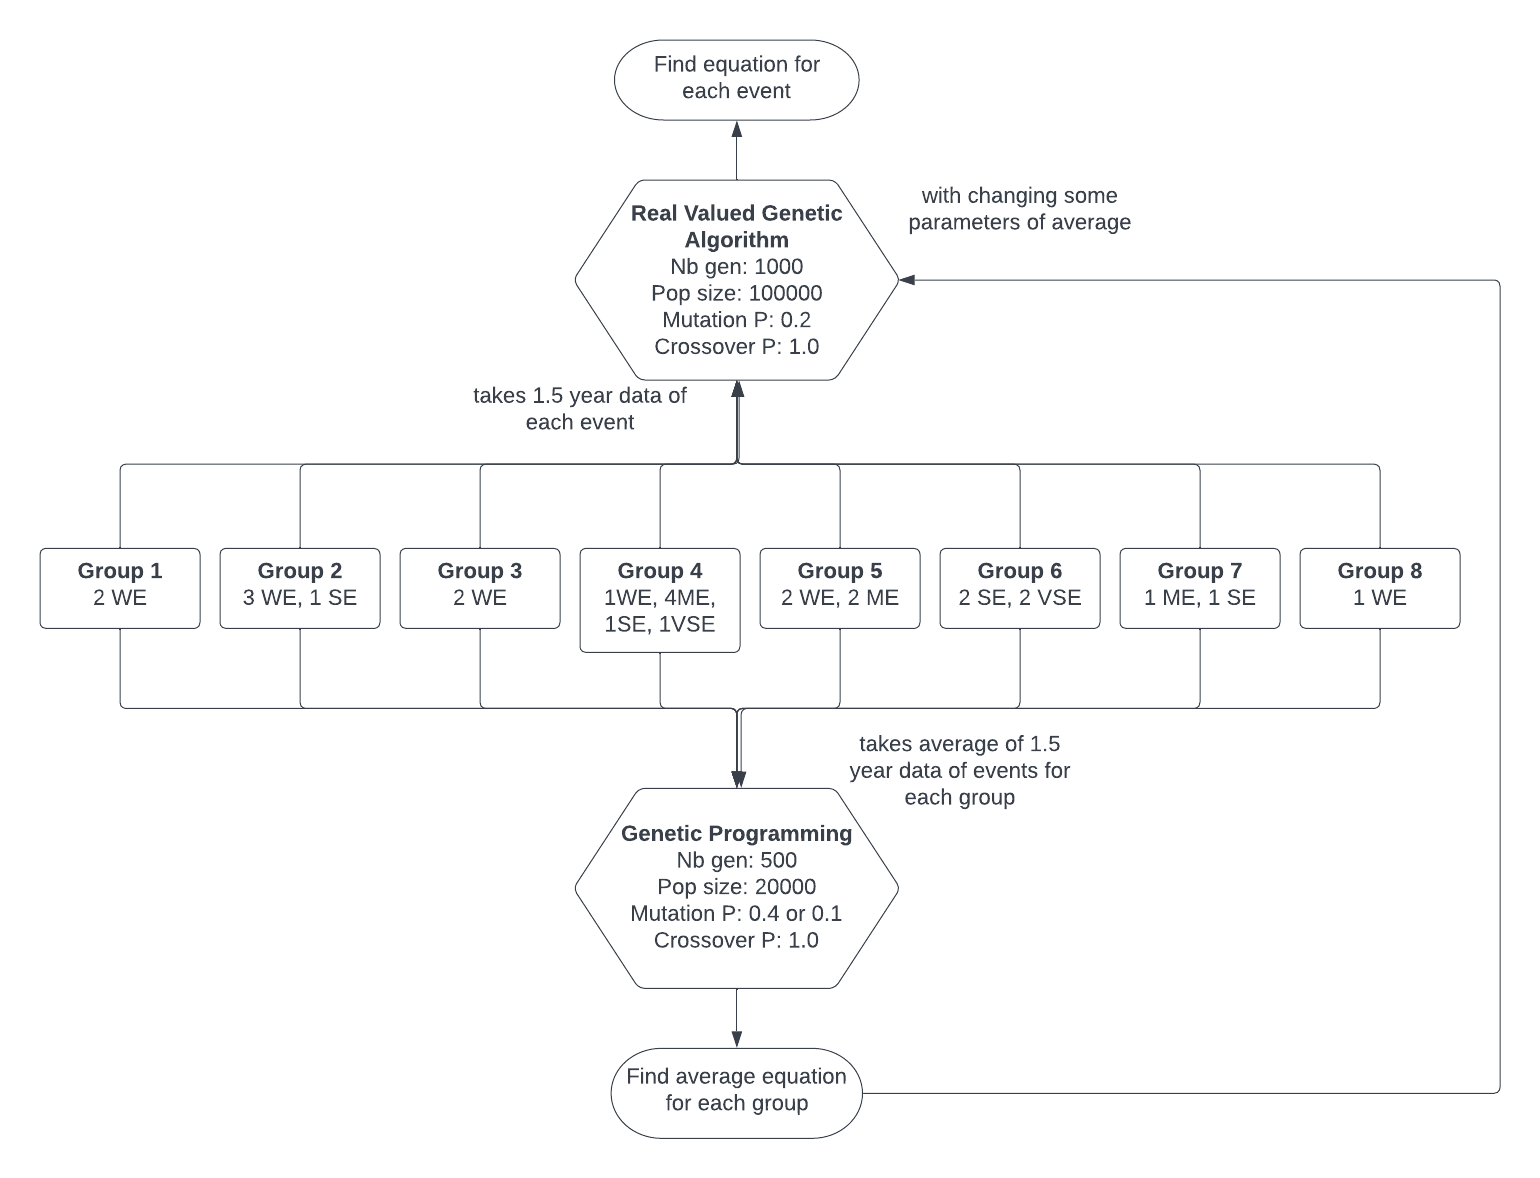 Find equation for
each event
with changing some
parameters of average
Real Valued Genetic
Algorithm
Nb gen: 1000
Pop size: 100000
Mutation P: 0.2
Crossover P: 1.0
takes 1.5 year data of
each event
Group 1
2 WE
Group 2
3 WE, 1 SE
Group 3
2 WE
Group 4
1WE, 4ME,
1SE, 1VSE
Group 5
2 WE, 2 ME
Group 6
2 SE, 2 VSE
Group 7
1 ME, 1 SE
Group 8
1 WE
takes average of 1.5
year data of events for
each group
Genetic Programming
Nb gen: 500
Pop size: 20000
Mutation P: 0.4 or 0.1
Crossover P: 1.0
Find average equation
for each group